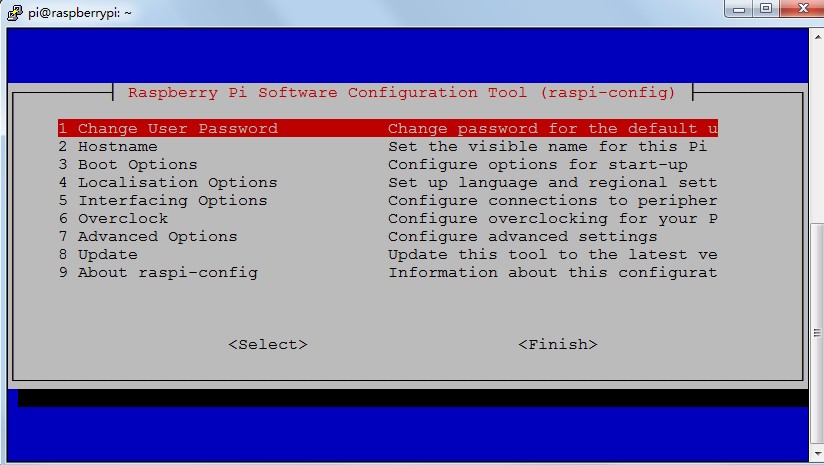 pi@raspberrypi: ~
Raspberry Pi Software Configuration Tool (raspi-config)
1 Change User Password Change password for the default u
2 Hostname Set the visible name for this Pi
3 Boot Options Configure options for start-up
4 Localisation Options Set up language and regional sett
5 Interfacing Options Configure connections to peripher
6 Overclock Configure overclocking for your P
7 Advanced Options Configure advanced settings
8 Update Update this tool to the latest ve
9 About raspi-config Information about this configurat
<Select> <Finish>